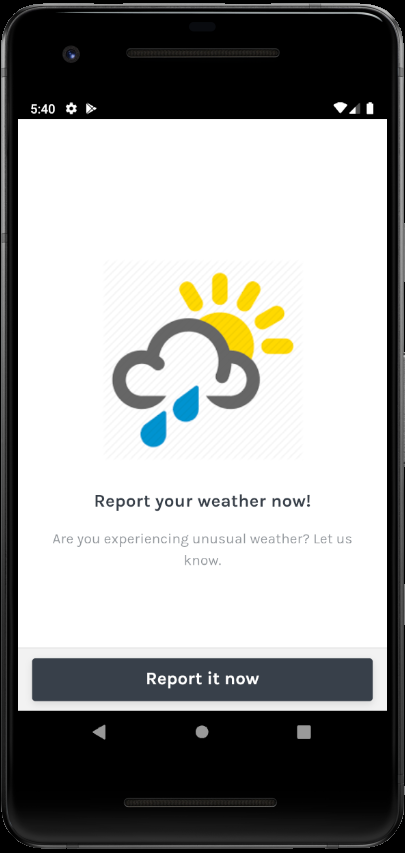 5:40
Report your weather now!
Are you experiencing unusual weather? Let us
know.
Report it now